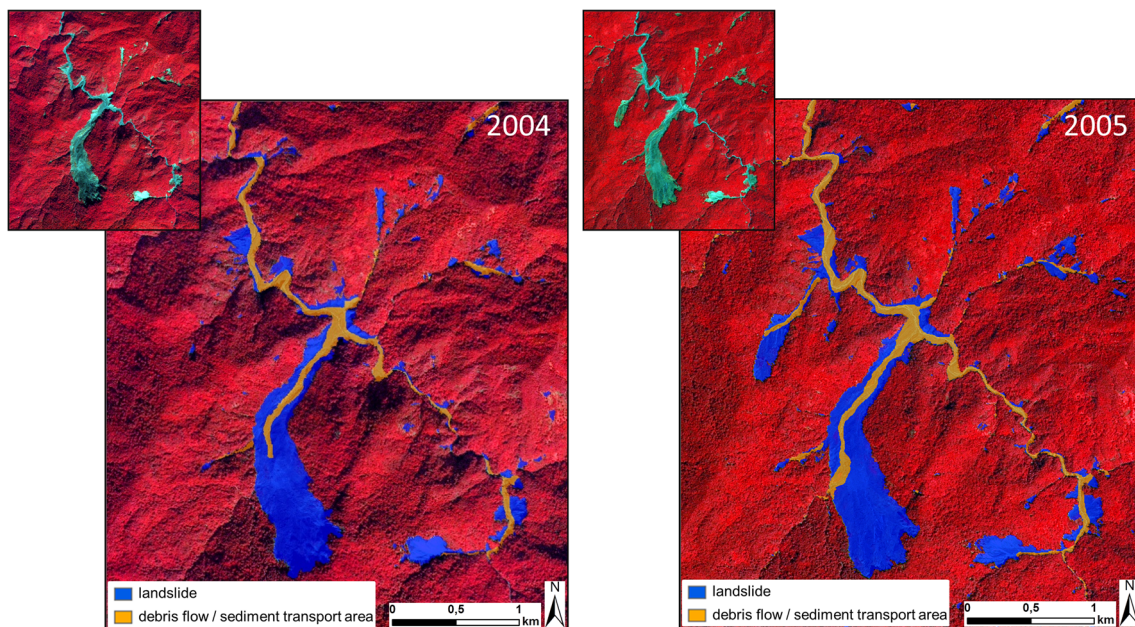 2004
landslide
debris flow / sediment transport area
0 0,5 1
km
N
2005
landslide
debris flow / sediment transport area
0 0,5 1
km
N